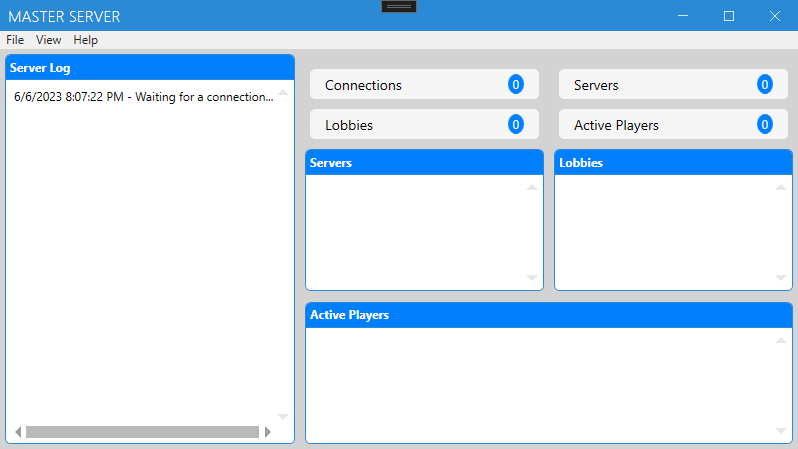 MASTER SERVER
File View Help
Server Log
6/6/2023 8:07:22 PM - Waiting for a connection...
Connections 0
Servers 0
Lobbies 0
Active Players 0
Servers
Lobbies
Active Players